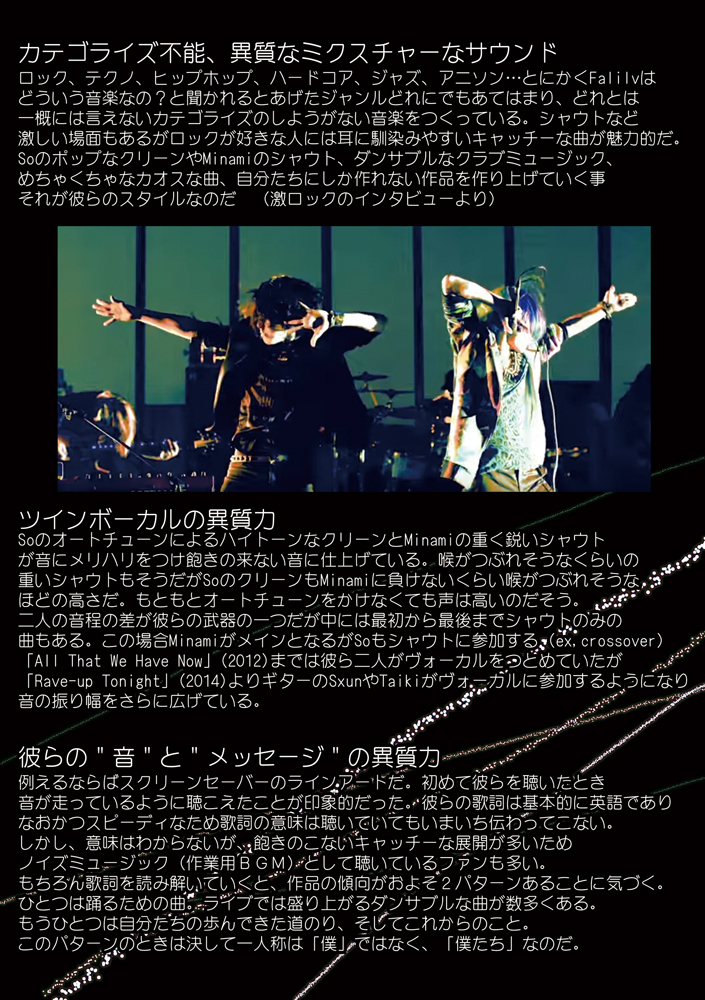 カテゴライズ不能、異質なミクスチャーなサウンド
ロック、テクノ、ヒップホップ、ハードコア、ジャズ、アニソン…とにかくFalilvは
どういう音楽なの？と聞かれるとあげたジャンルどれにでもあてはまり、どれとは
一概には言えないカテゴライズのしようがない音楽をつくっている。シャウトなど
激しい場面もあるがロックが好きな人には耳に馴染みやすいキャッチーな曲が魅力的だ。
SoのポップなクリーンやMinamiのシャウト、ダンサブルなクラブミュージック、
めちゃくちゃなカオスな曲、自分たちにしか作れない作品を作り上げていく事
それが彼らのスタイルなのだ　（激ロックのインタビューより）
ツインボーカルの異質力
SoのオートチューンによるハイトーンなクリーンとMinamiの重く鋭いシャウト
が音にメリハリをつけ飽きの来ない音に仕上げている。喉がつぶれそうなくらいの
重いシャウトもそうだがSoのクリーンもMinamiに負けないくらい喉がつぶれそうな
ほどの高さだ。もともとオートチューンをかけなくても声は高いのだそう。
二人の音程の差が彼らの武器の一つだが中には最初から最後までシャウトのみの
曲もある。この場合MinamiがメインとなるがSoもシャウトに参加する。(ex.crossover)
「All That We Have Now」(2012)までは彼ら二人がヴォーカルをつとめていたが
「Rave-up Tonight」(2014)よりギターのSxunやTaikiがヴォーカルに参加するようになり
音の振り幅をさらに広げている。
彼らの＂音＂と＂メッセージ＂の異質力
例えるならばスクリーンセーバーのラインアートだ。初めて彼らを聴いたとき
音が走っているように聴こえたことが印象的だった。彼らの歌詞は基本的に英語であり
なおかつスピーディなため歌詞の意味は聴いていてもいまいち伝わってこない。
しかし、意味はわからないが、飽きのこないキャッチーな展開が多いため
ノイズミュージック（作業用ＢＧＭ）として聴いているファンも多い。
もちろん歌詞を読み解いていくと、作品の傾向がおよそ２パターンあることに気づく。
ひとつは踊るための曲。ライブでは盛り上がるダンサブルな曲が数多くある。
もうひとつは自分たちの歩んできた道のり、そしてこれからのこと。
このパターンのときは決して一人称は「僕」ではなく、「僕たち」なのだ。